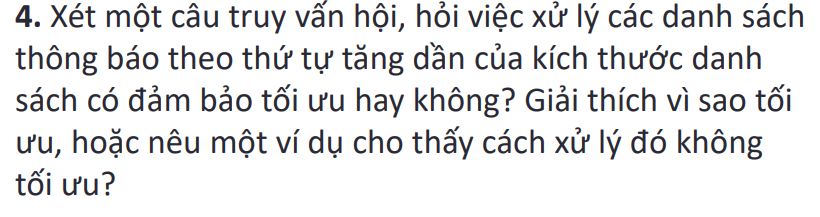 4. Xét một câu truy vấn hội, hỏi việc xử lý các danh sách
thông báo theo thứ tự tăng dần của kích thước danh
sách có đảm bảo tối ưu hay không? Giải thích vì sao tối
ưu, hoặc nêu một ví dụ cho thấy cách xử lý đó không
tối ưu?